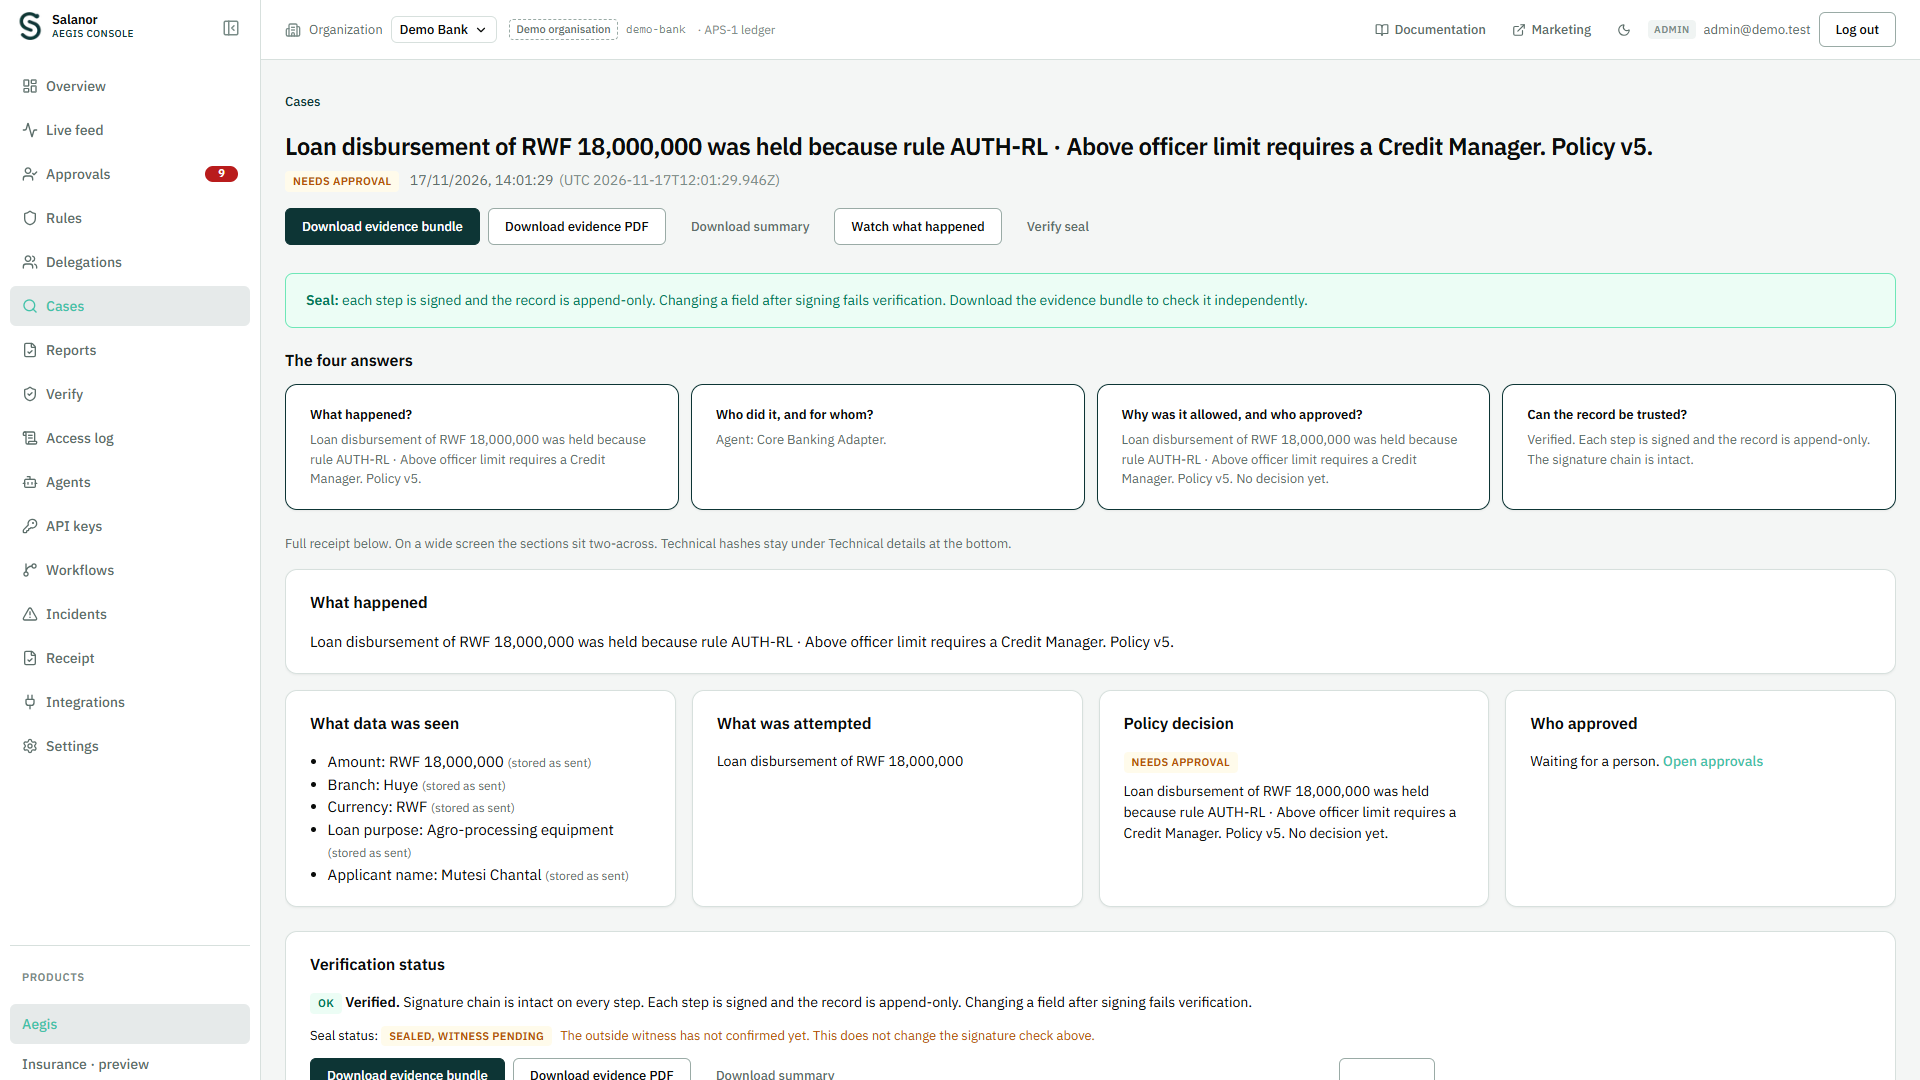 Salanor
AEGIS CONSOLE
Organization
Demo Bank
Demo organisation
demo-bank
· APS-1 ledger
Documentation
Marketing
ADMIN
admin@demo.test
Log out
Overview
Live feed
Approvals
9
Rules
Delegations
Cases
Reports
Verify
Access log
Agents
API keys
Workflows
Incidents
Receipt
Integrations
Settings
PRODUCTS
Aegis
Insurance · preview
Cases
Loan disbursement of RWF 18,000,000 was held because rule AUTH-RL · Above officer limit requires a Credit Manager. Policy v5.
NEEDS APPROVAL 17/11/2026, 14:01:29 (UTC 2026-11-17T12:01:29.946Z)
Download evidence bundle
Download evidence PDF
Download summary
Watch what happened
Verify seal
Seal: each step is signed and the record is append-only. Changing a field after signing fails verification. Download the evidence bundle to check it independently.
The four answers
What happened?
Loan disbursement of RWF 18,000,000 was held because
rule AUTH-RL · Above officer limit requires a Credit
Manager. Policy v5.
Who did it, and for whom?
Agent: Core Banking Adapter.
Why was it allowed, and who approved?
Loan disbursement of RWF 18,000,000 was held because
rule AUTH-RL · Above officer limit requires a Credit
Manager. Policy v5. No decision yet.
Can the record be trusted?
Verified. Each step is signed and the record is append-only.
The signature chain is intact.
Full receipt below. On a wide screen the sections sit two-across. Technical hashes stay under Technical details at the bottom.
What happened
Loan disbursement of RWF 18,000,000 was held because rule AUTH-RL · Above officer limit requires a Credit Manager. Policy v5.
What data was seen
• Amount: RWF 18,000,000 (stored as sent)
• Branch: Huye (stored as sent)
• Currency: RWF (stored as sent)
• Loan purpose: Agro-processing equipment
(stored as sent)
• Applicant name: Mutesi Chantal (stored as sent)
What was attempted
Loan disbursement of RWF 18,000,000
Policy decision
NEEDS APPROVAL
Loan disbursement of RWF 18,000,000 was held
because rule AUTH-RL · Above officer limit requires a
Credit Manager. Policy v5. No decision yet.
Who approved
Waiting for a person. Open approvals
Verification status
OK Verified. Signature chain is intact on every step. Each step is signed and the record is append-only. Changing a field after signing fails verification.
Seal status: SEALED, WITNESS PENDING The outside witness has not confirmed yet. This does not change the signature check above.
Download evidence bundle
Download evidence PDF
Download summary